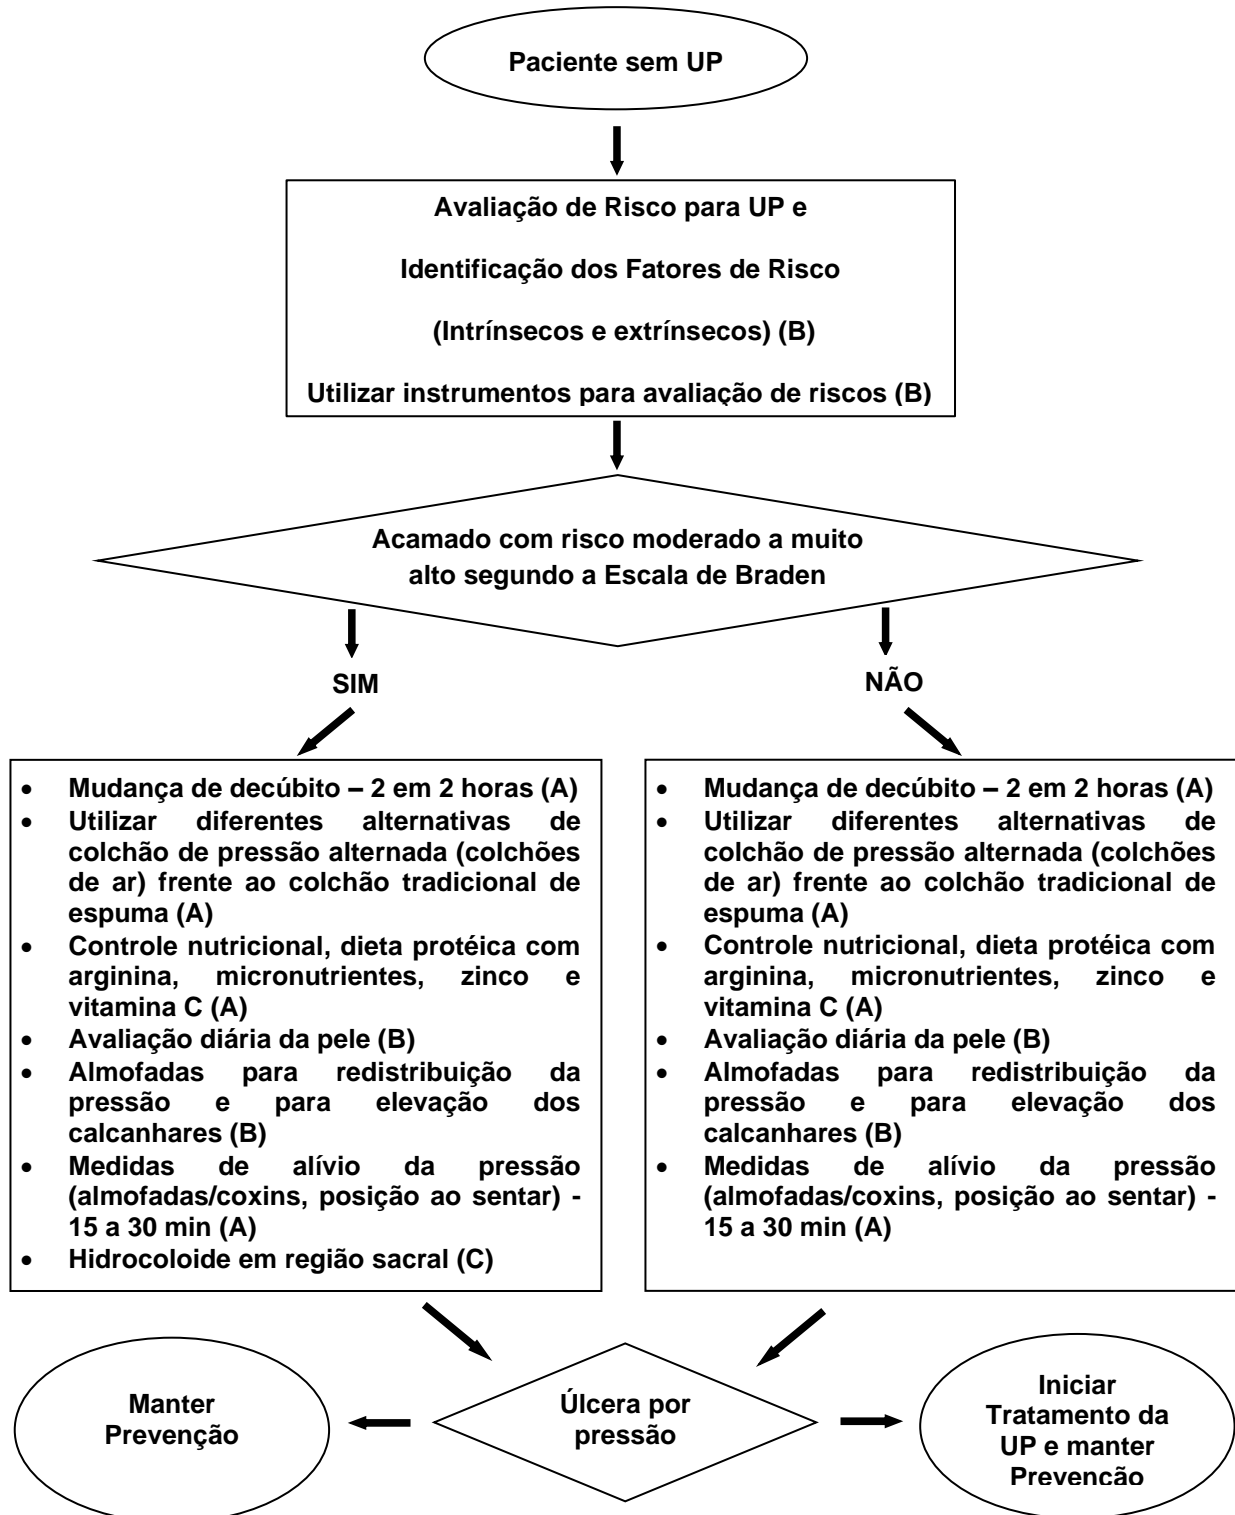 Paciente sem UP
Avaliação de Risco para UP e
Identificação dos Fatores de Risco
(Intrínsecos e extrínsecos) (B)
Utilizar instrumentos para avaliação de riscos (B)
Acamado com risco moderado a muito
alto segundo a Escala de Braden
SIM
NÃO
• Mudança de decúbito – 2 em 2 horas (A)
• Utilizar diferentes alternativas de
colchão de pressão alternada (colchões
de ar) frente ao colchão tradicional de
espuma (A)
• Controle nutricional, dieta protéica com
arginina, micronutrientes, zinco e
vitamina C (A)
• Avaliação diária da pele (B)
• Almofadas para redistribuição da
pressão e para elevação dos
calcanhares (B)
• Medidas de alívio da pressão
(almofadas/coxins, posição ao sentar) -
15 a 30 min (A)
• Hidrocoloide em região sacral (C)
• Mudança de decúbito – 2 em 2 horas (A)
• Utilizar diferentes alternativas de
colchão de pressão alternada (colchões
de ar) frente ao colchão tradicional de
espuma (A)
• Controle nutricional, dieta protéica com
arginina, micronutrientes, zinco e
vitamina C (A)
• Avaliação diária da pele (B)
• Almofadas para redistribuição da
pressão e para elevação dos
calcanhares (B)
• Medidas de alívio da pressão
(almofadas/coxins, posição ao sentar) -
15 a 30 min (A)
Manter
Prevenção
Úlcera por
pressão
Iniciar
Tratamento da
UP e manter
Prevenção